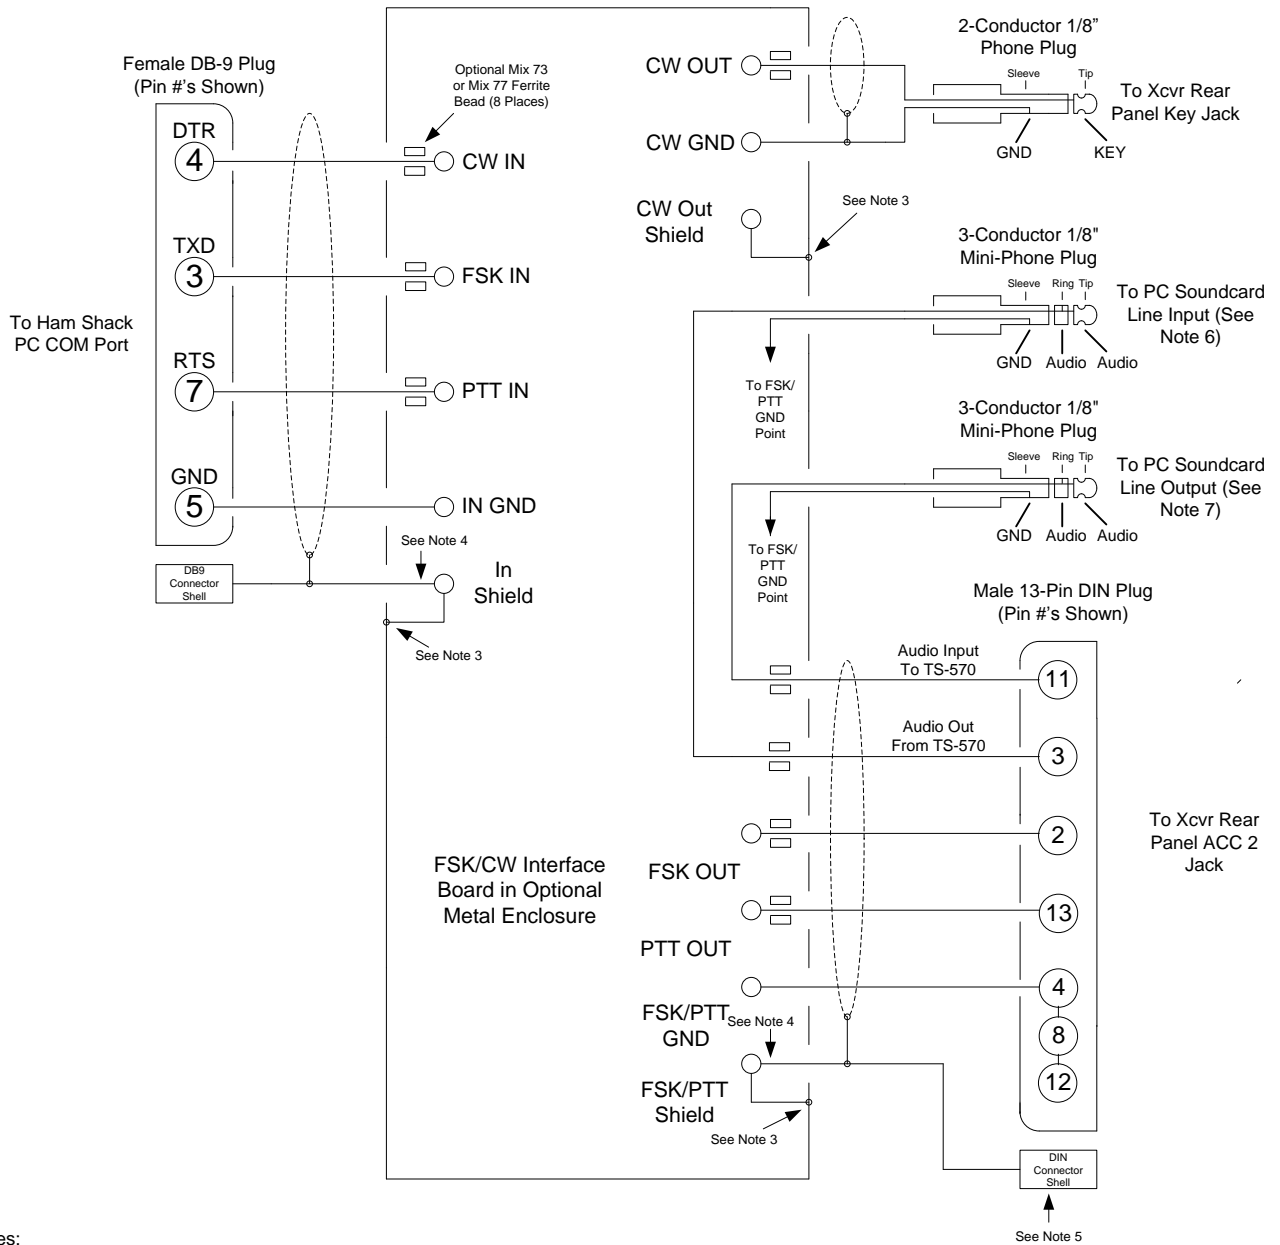 Female DB-9 Plug
(Pin #'s Shown)
DTR
4
TXD
3
RTS
7
GND
5
To Ham Shack
PC COM Port
DB9
Connector
Shell
Optional Mix 73
or Mix 77 Ferrite
Bead (8 Places)
CW IN
FSK IN
PTT IN
IN GND
See Note 4
In
Shield
See Note 3
FSK/CW Interface
Board in Optional
Metal Enclosure
CW OUT
CW GND
CW Out
Shield
See Note 3
2-Conductor 1/8”
Phone Plug
Sleeve
Tip
GND
KEY
To Xcvr Rear
Panel Key Jack
3-Conductor 1/8"
Mini-Phone Plug
Sleeve
Ring
Tip
GND
Audio
Audio
To PC Soundcard
Line Input (See
Note 6)
To FSK/
PTT
GND
Point
3-Conductor 1/8"
Mini-Phone Plug
Sleeve
Ring
Tip
GND
Audio
Audio
To PC Soundcard
Line Output (See
Note 7)
To FSK/
PTT
GND
Point
Male 13-Pin DIN Plug
(Pin #'s Shown)
Audio Input
To TS-570
11
Audio Out
From TS-570
3
2
FSK OUT
13
PTT OUT
4
FSK/PTT
GND
8
12
See Note 4
FSK/PTT
Shield
See Note 3
To Xcvr Rear
Panel ACC 2
Jack
DIN
Connector
Shell
See Note 5
es: